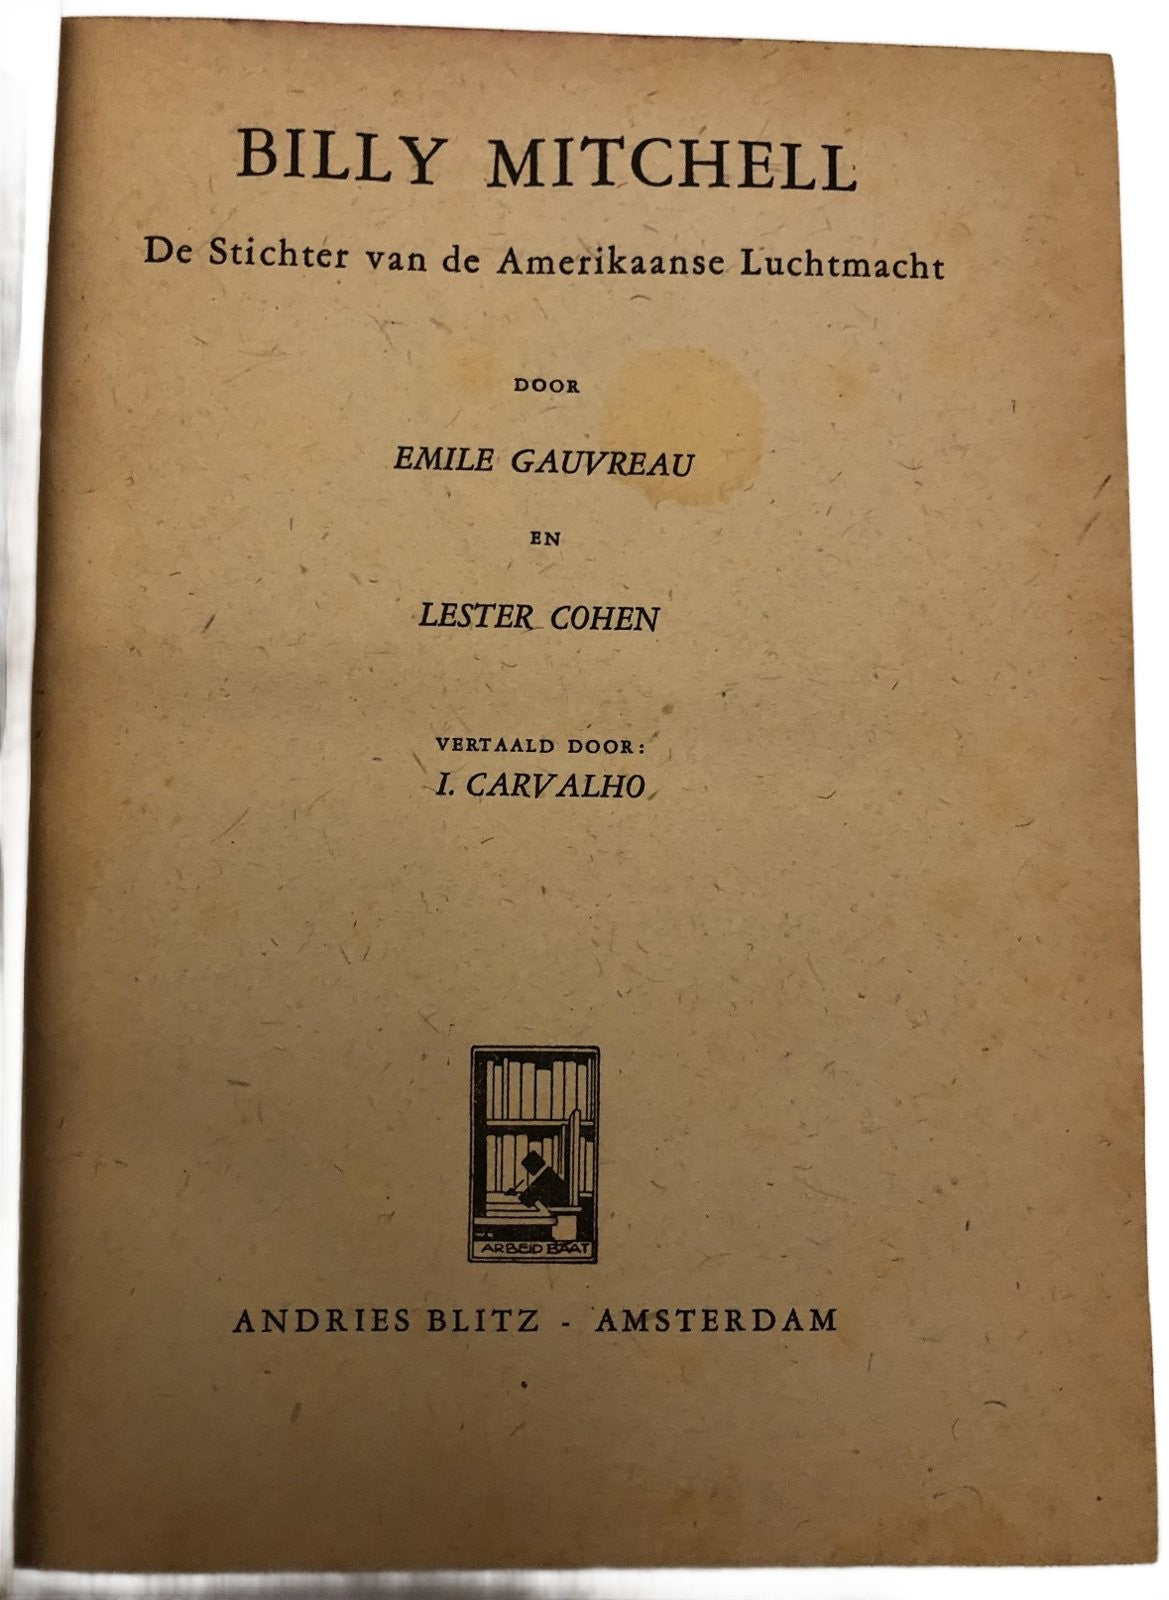 BILLY MITCHELL
De Stichter van de Amerikaanse Luchtmacht
DOOR
EMILE GAUVREAU
EN
LESTER COHEN
VERTAALD DOOR:
I. CARVALHO
ARBEID BAAT
ANDRIES BLITZ - AMSTERDAM